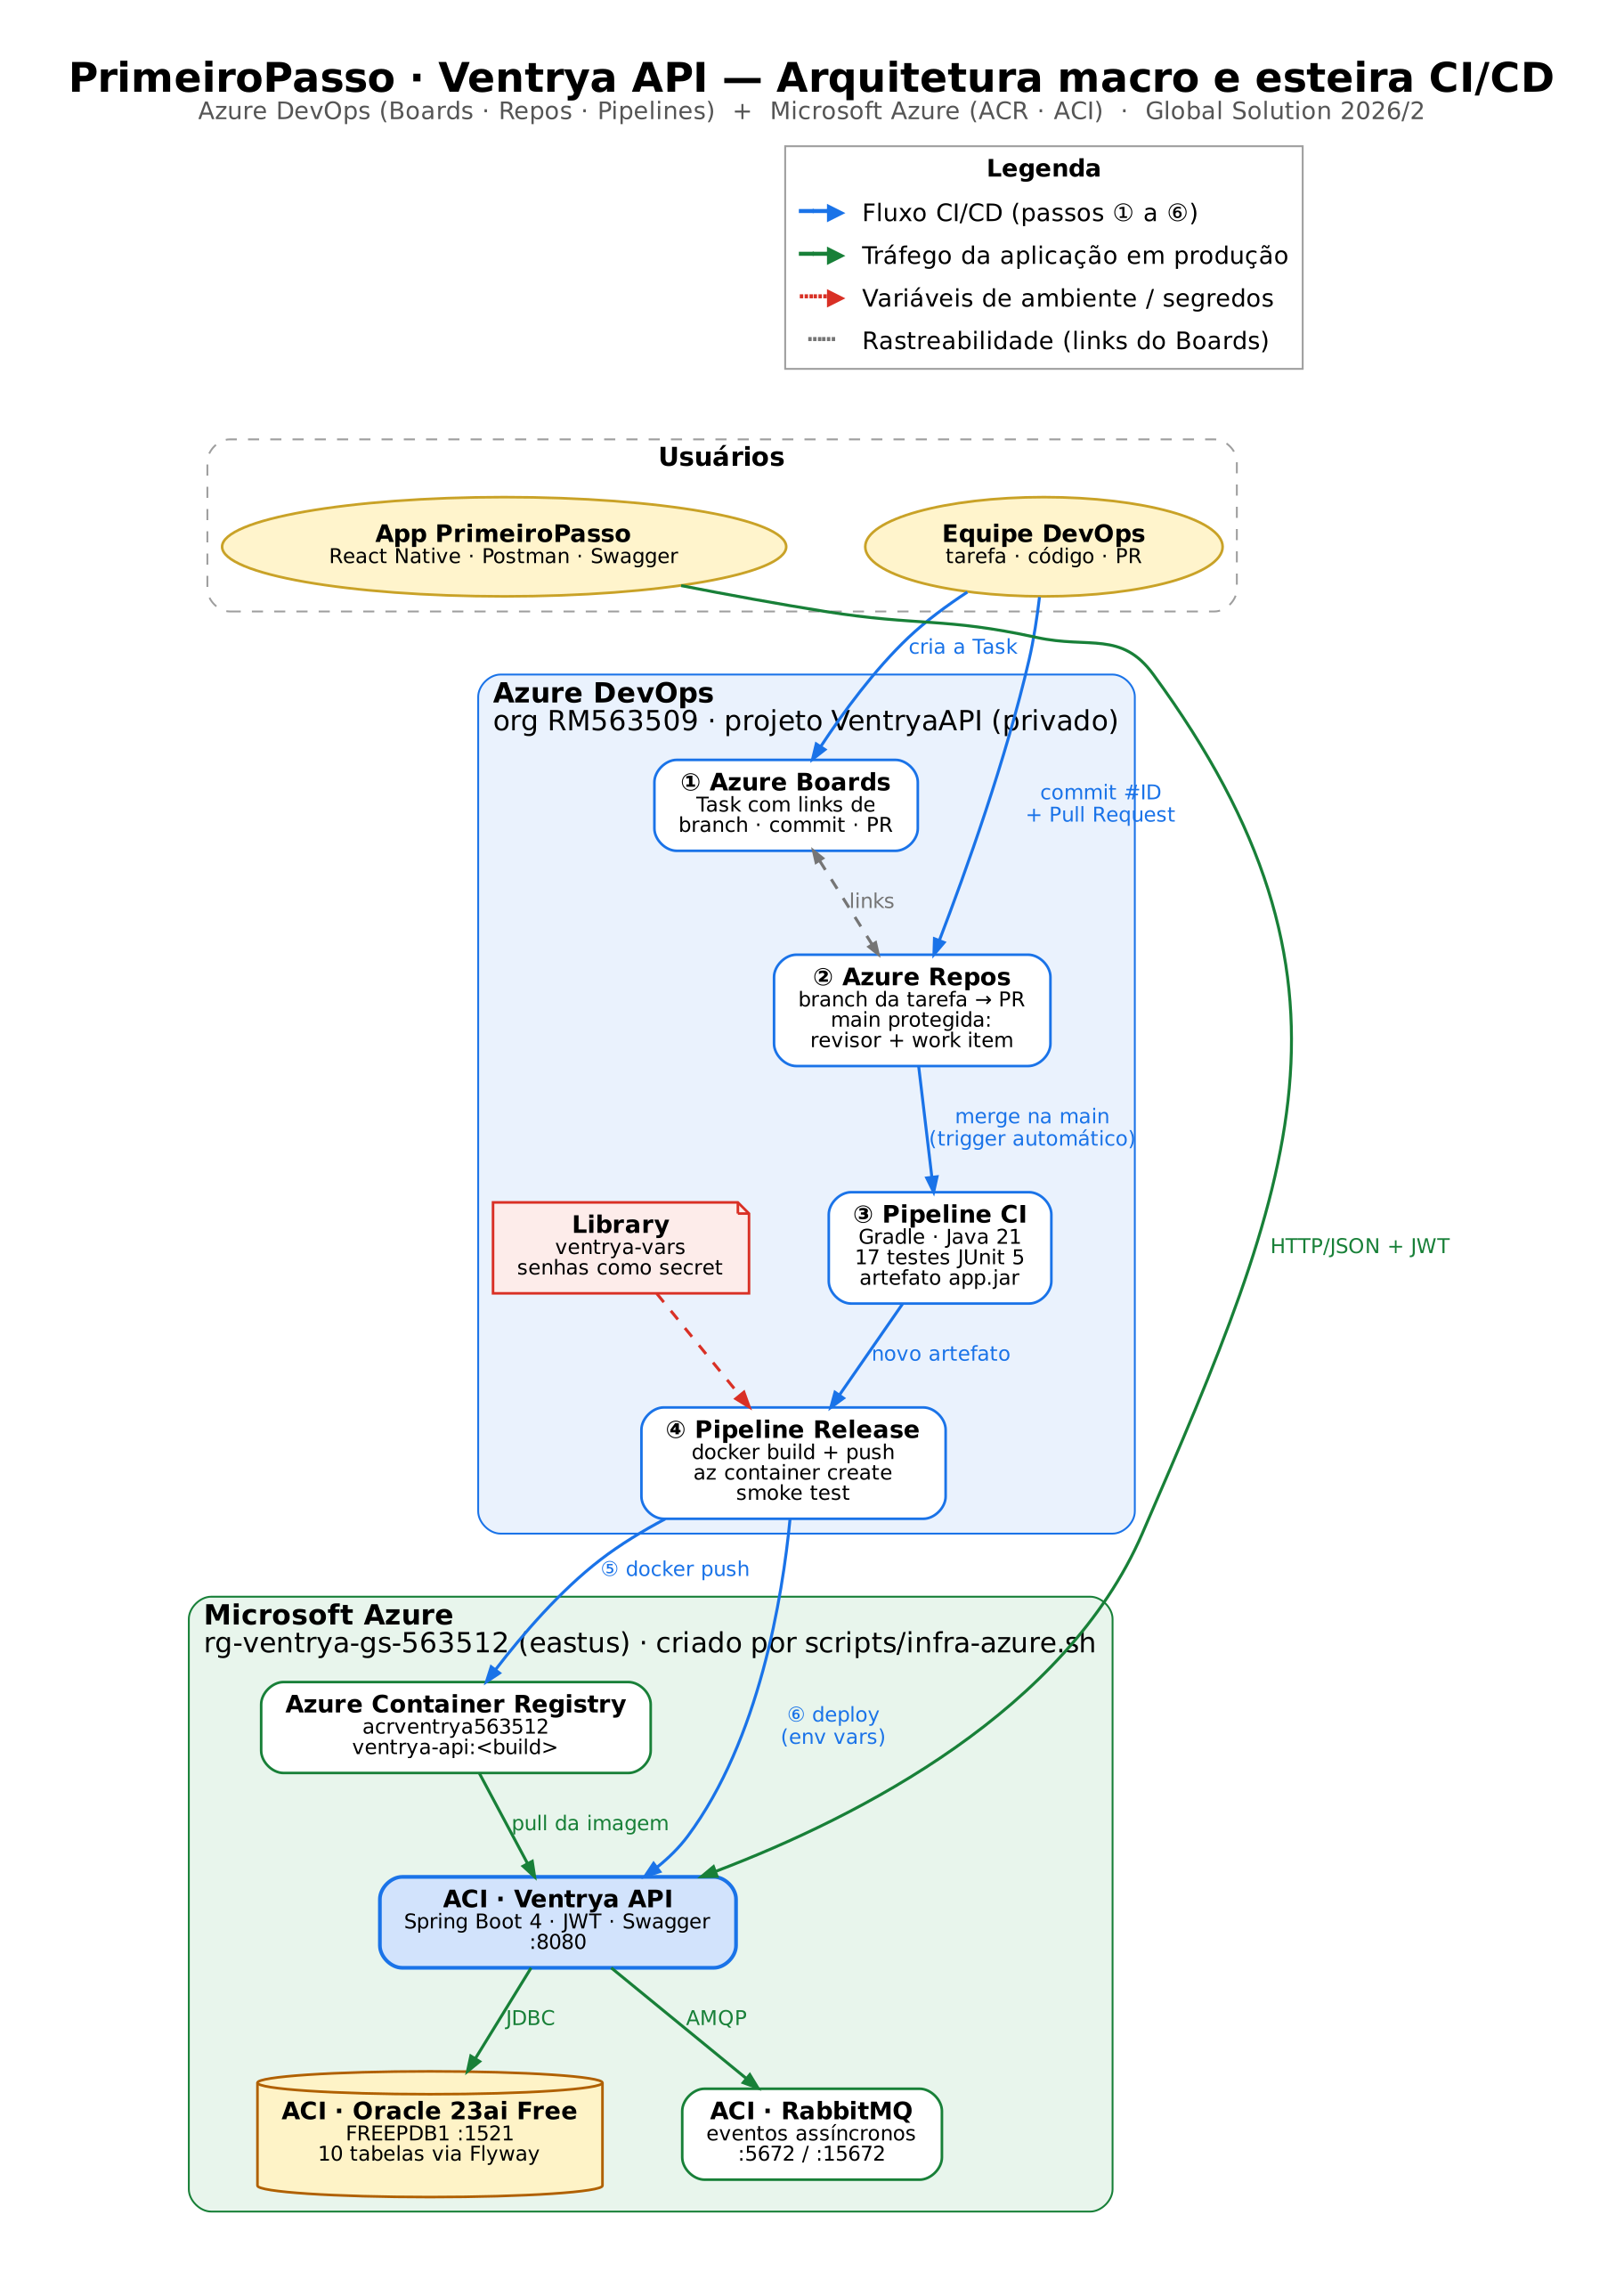 PrimeiroPasso · Ventrya API — Arquitetura macro e esteira CI/CD
Azure DevOps (Boards · Repos · Pipelines) + Microsoft Azure (ACR · ACI) · Global Solution 2026/2
Legenda
Fluxo CI/CD (passos ① a ⑥)
Tráfego da aplicação em produção
Variáveis de ambiente / segredos
Rastreabilidade (links do Boards)
Usuários
App PrimeiroPasso
React Native · Postman · Swagger
Equipe DevOps
tarefa · código · PR
cria a Task
Azure DevOps
org RM563509 · projeto VentryaAPI (privado)
① Azure Boards
Task com links de
branch · commit · PR
commit #ID
+ Pull Request
links
② Azure Repos
branch da tarefa → PR
main protegida:
revisor + work item
merge na main
(trigger automático)
Library
ventrya-vars
senhas como secret
③ Pipeline CI
Gradle · Java 21
17 testes JUnit 5
artefato app.jar
HTTP/JSON + JWT
novo artefato
④ Pipeline Release
docker build + push
az container create
smoke test
⑤ docker push
Microsoft Azure
rg-ventrya-gs-563512 (eastus) · criado por scripts/infra-azure.sh
Azure Container Registry
acrventrya563512
ventrya-api:<build>
⑥ deploy
(env vars)
pull da imagem
ACI · Ventrya API
Spring Boot 4 · JWT · Swagger
:8080
JDBC
AMQP
ACI · Oracle 23ai Free
FREEPDB1 :1521
10 tabelas via Flyway
ACI · RabbitMQ
eventos assíncronos
:5672 / :15672